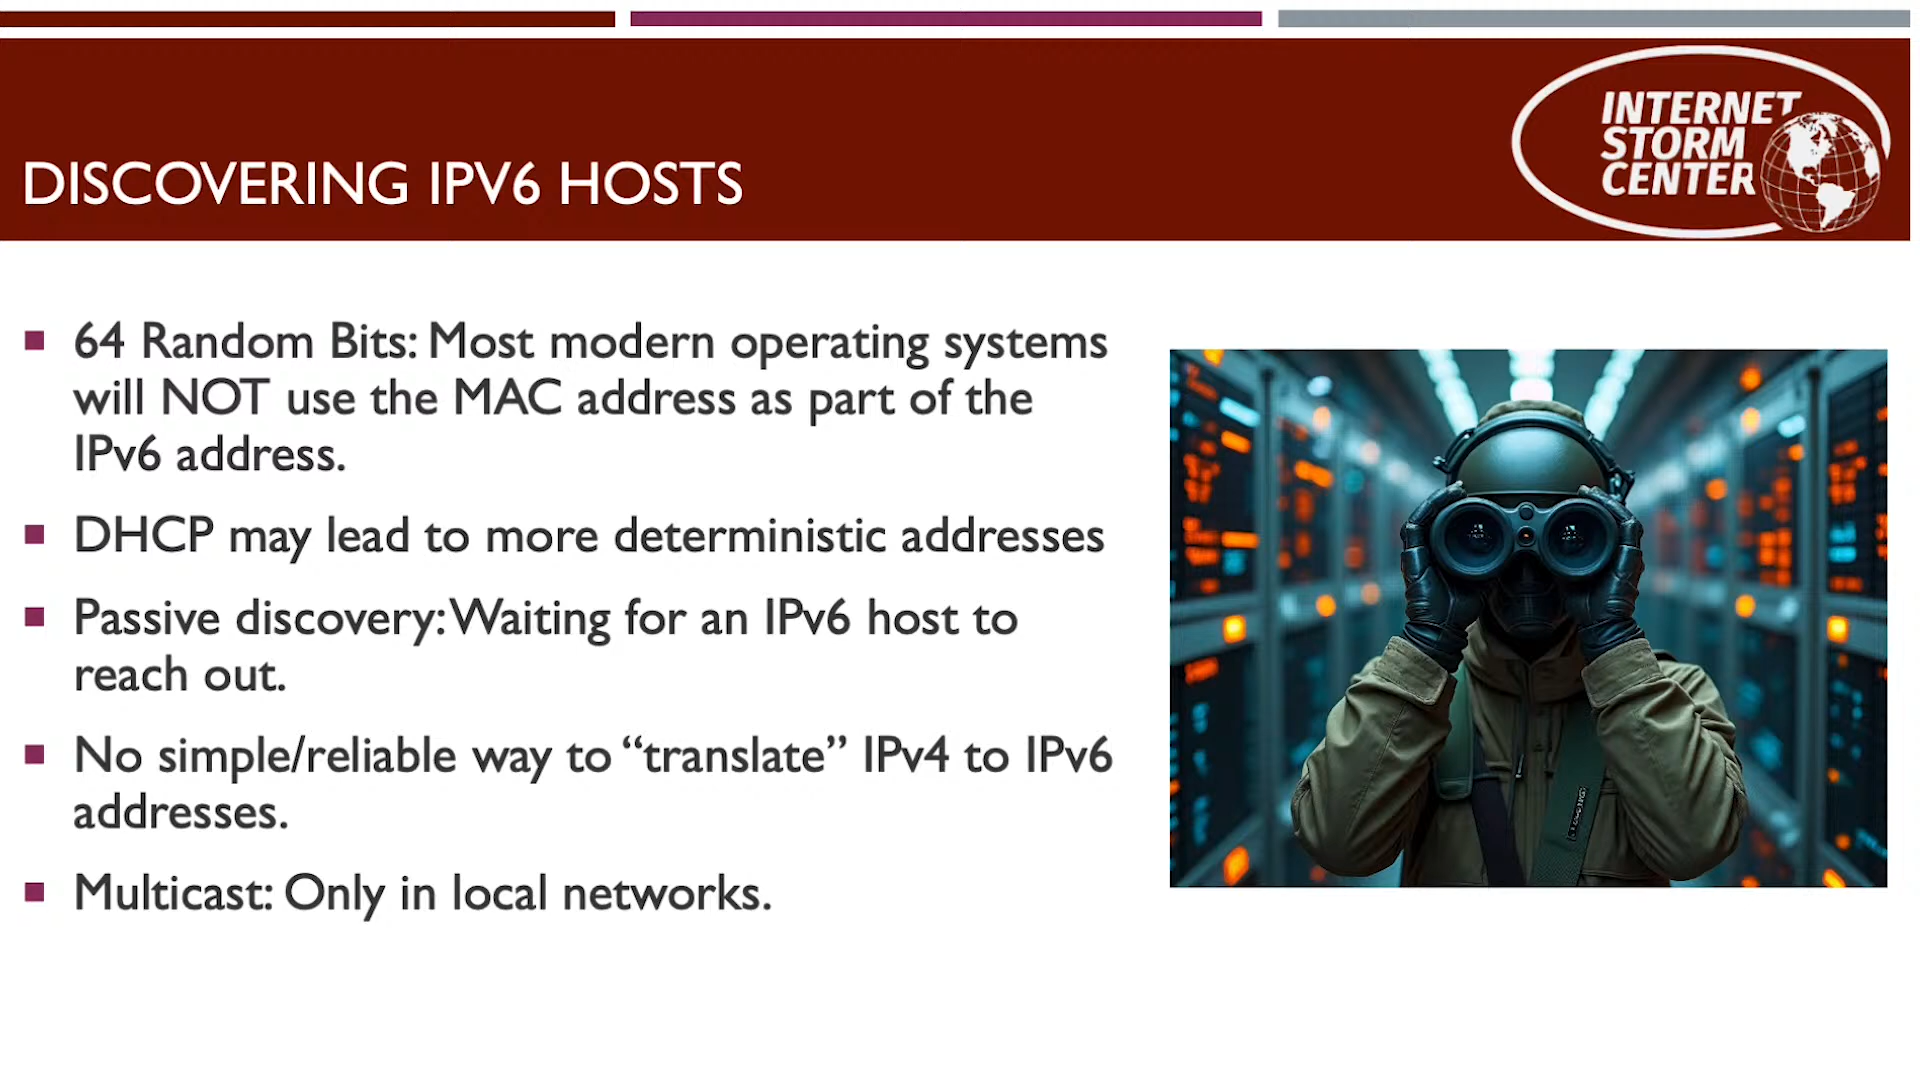 INTERNET
STORM
CENTER
DISCOVERING IPV6 HOSTS
64 Random Bits: Most modern operating systems
will NOT use the MAC address as part of the
IPv6 address.
DHCP may lead to more deterministic addresses
Passive discovery: Waiting for an IPv6 host to
reach out.
No simple/reliable way to “translate” IPv4 to IPv6
addresses.
Multicast: Only in local networks.